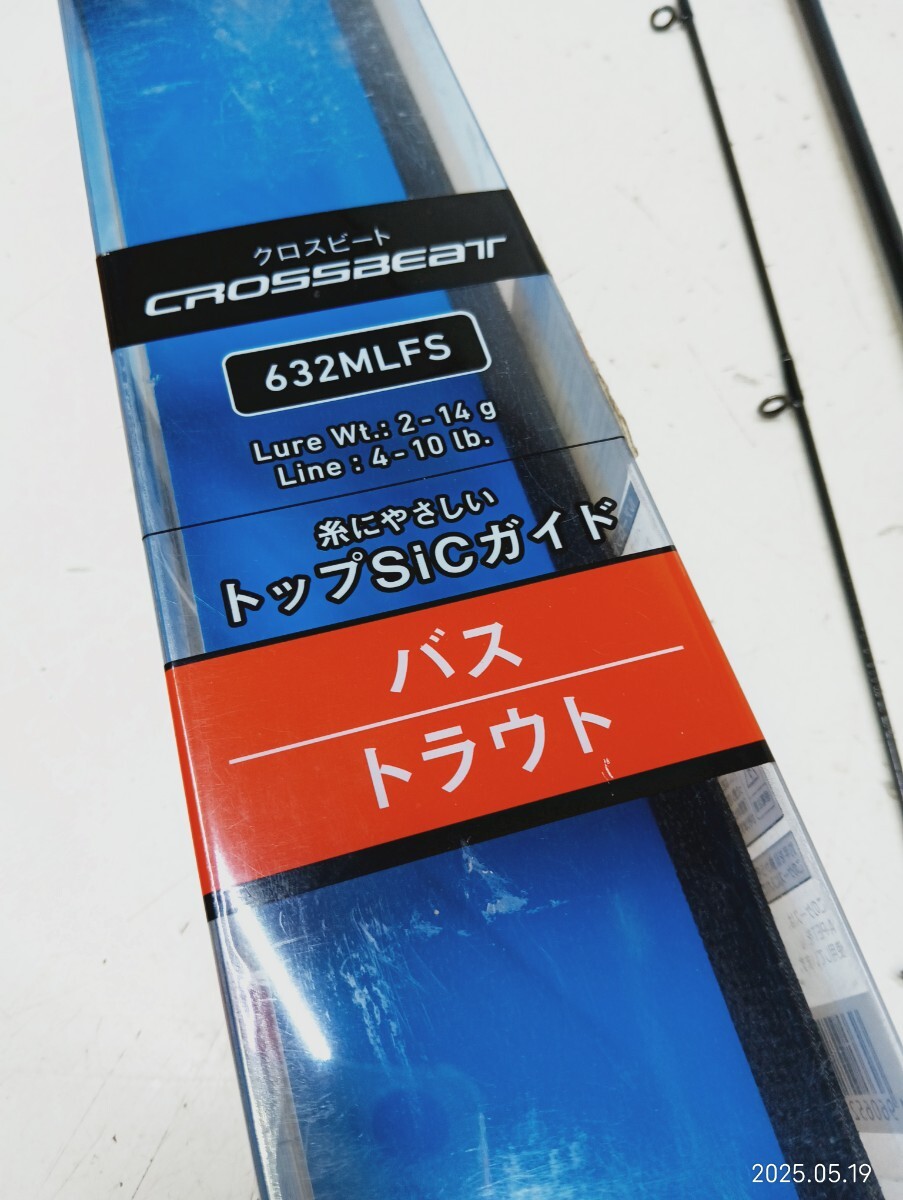 クロスビート
CROSSBEAT
632MLFS
Lure Wt.: 2-14 g
Line : 4-10 lb.
糸にやさしい
トップSiCガイド
バス
トラウト
2025.05.19